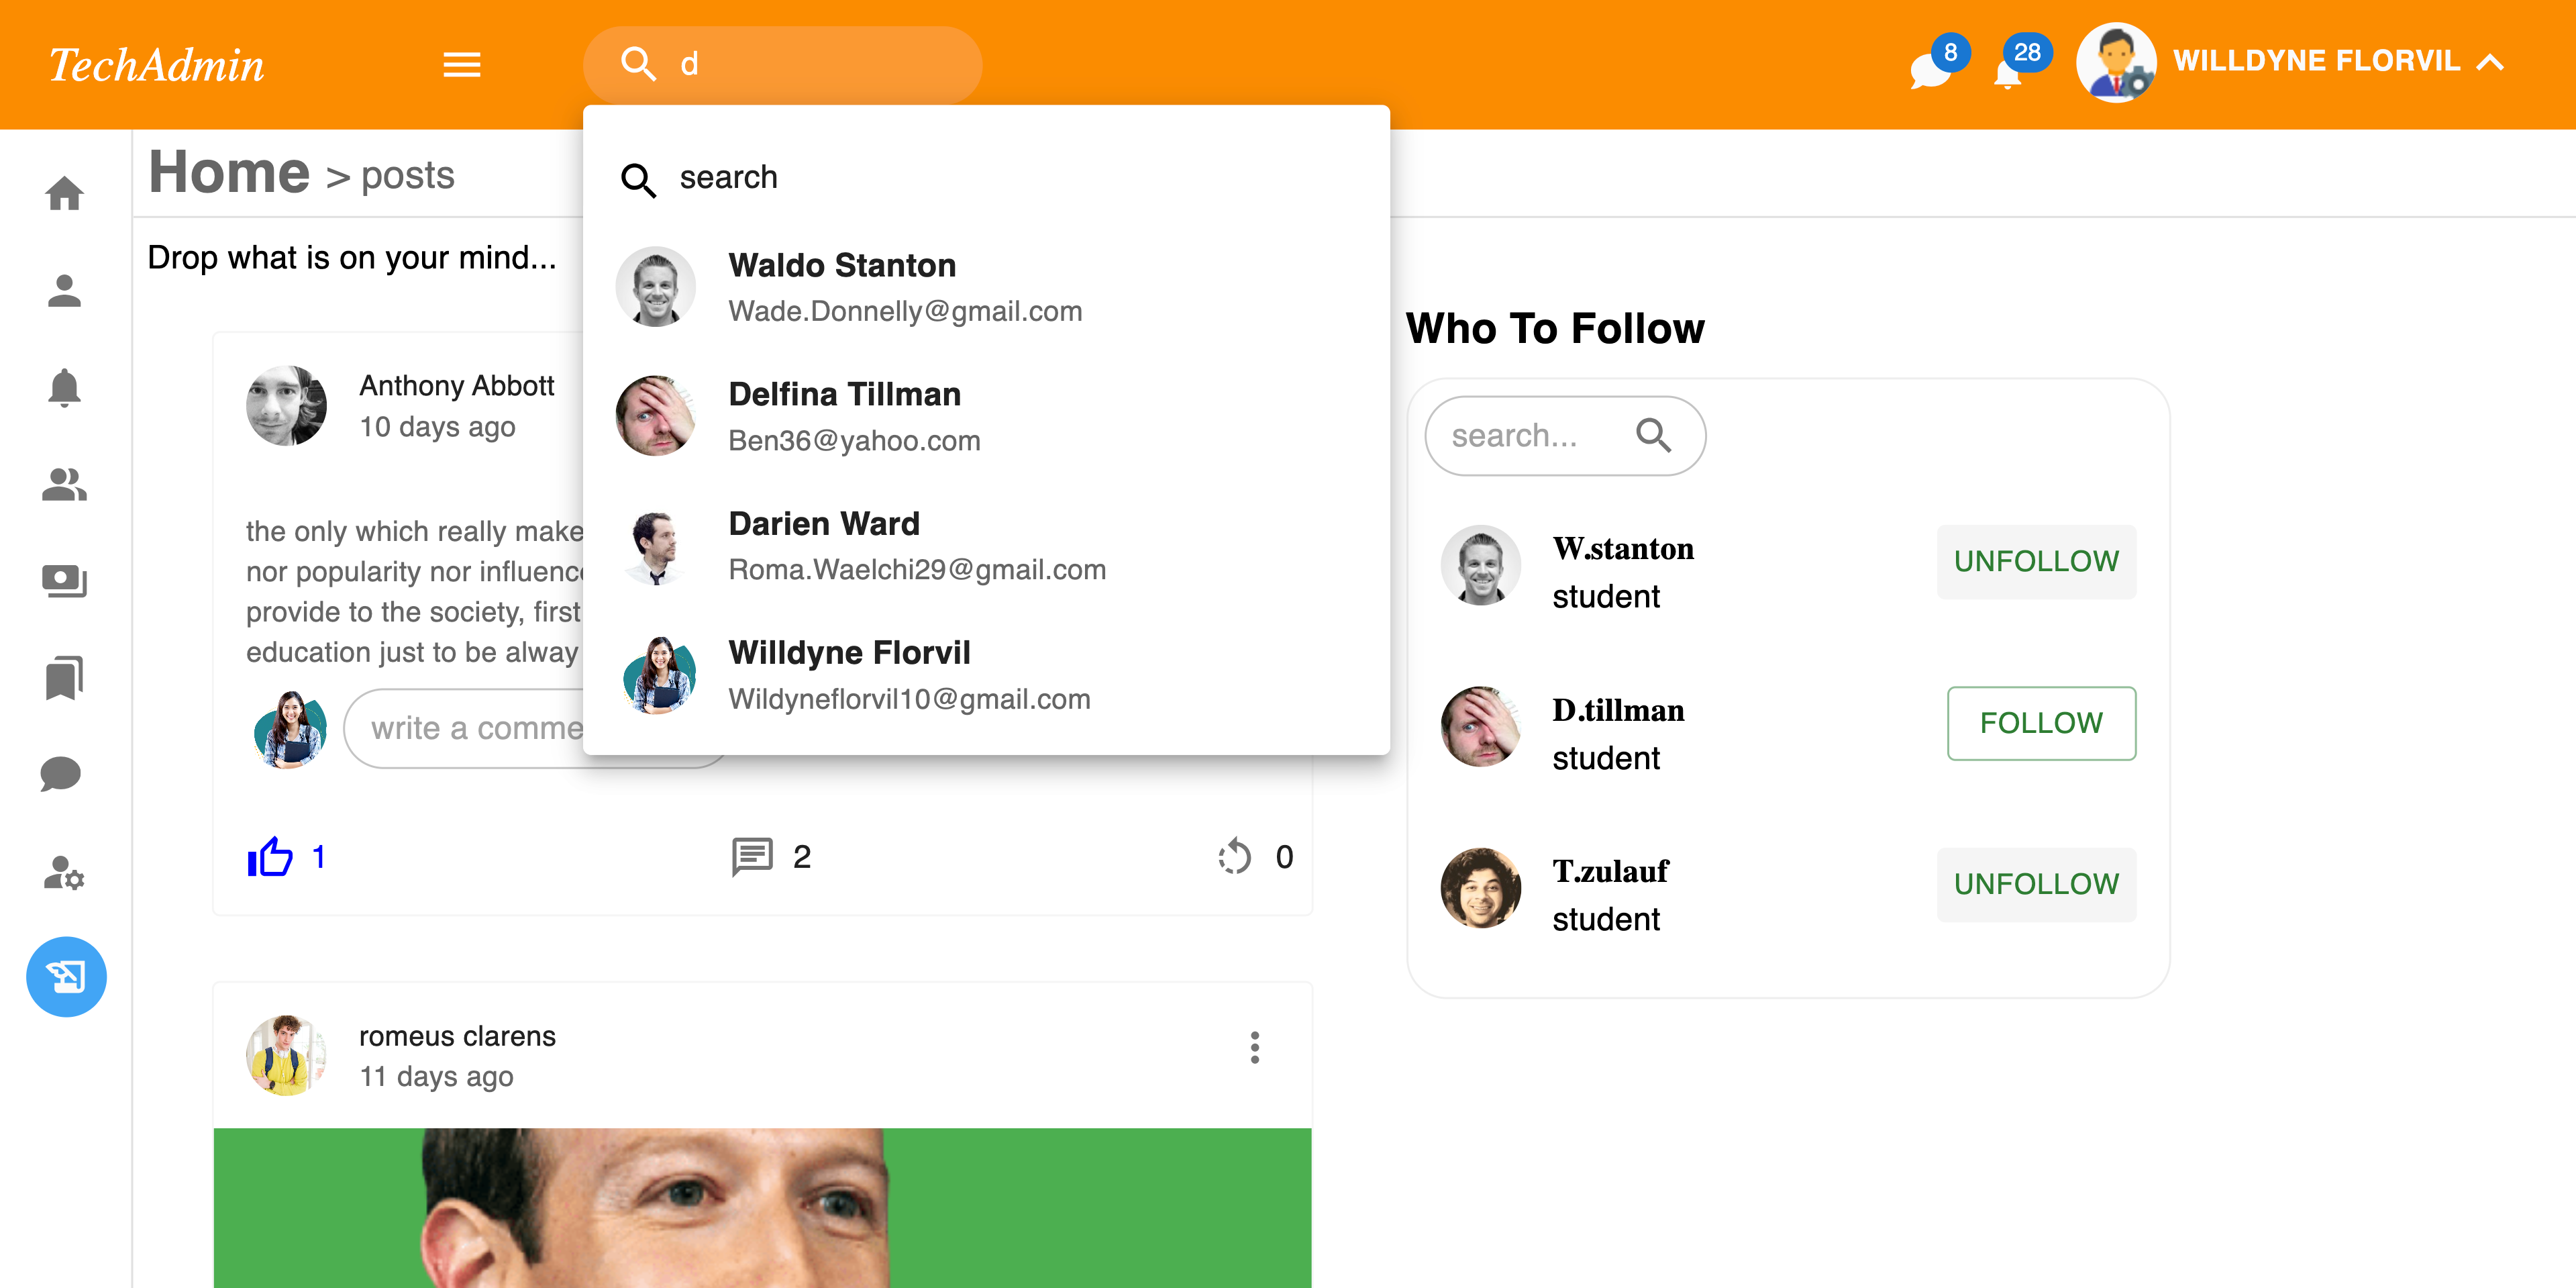 TechAdmin
d
8
28
WILLDYNE FLORVIL
Home > posts
search
Waldo Stanton
Wade.Donnelly@gmail.com
Delfina Tillman
Ben36@yahoo.com
Darien Ward
Roma.Waelchi29@gmail.com
Willdyne Florvil
Wildyneflorvil10@gmail.com
Drop what is on your mind...
Anthony Abbott
10 days ago
the only which really make
nor popularity nor influenc
provide to the society, first
education just to be alway
write a comme
1
2
0
romeus clarens
11 days ago
Who To Follow
search...
W.stanton
student
UNFOLLOW
D.tillman
student
FOLLOW
T.zulauf
student
UNFOLLOW